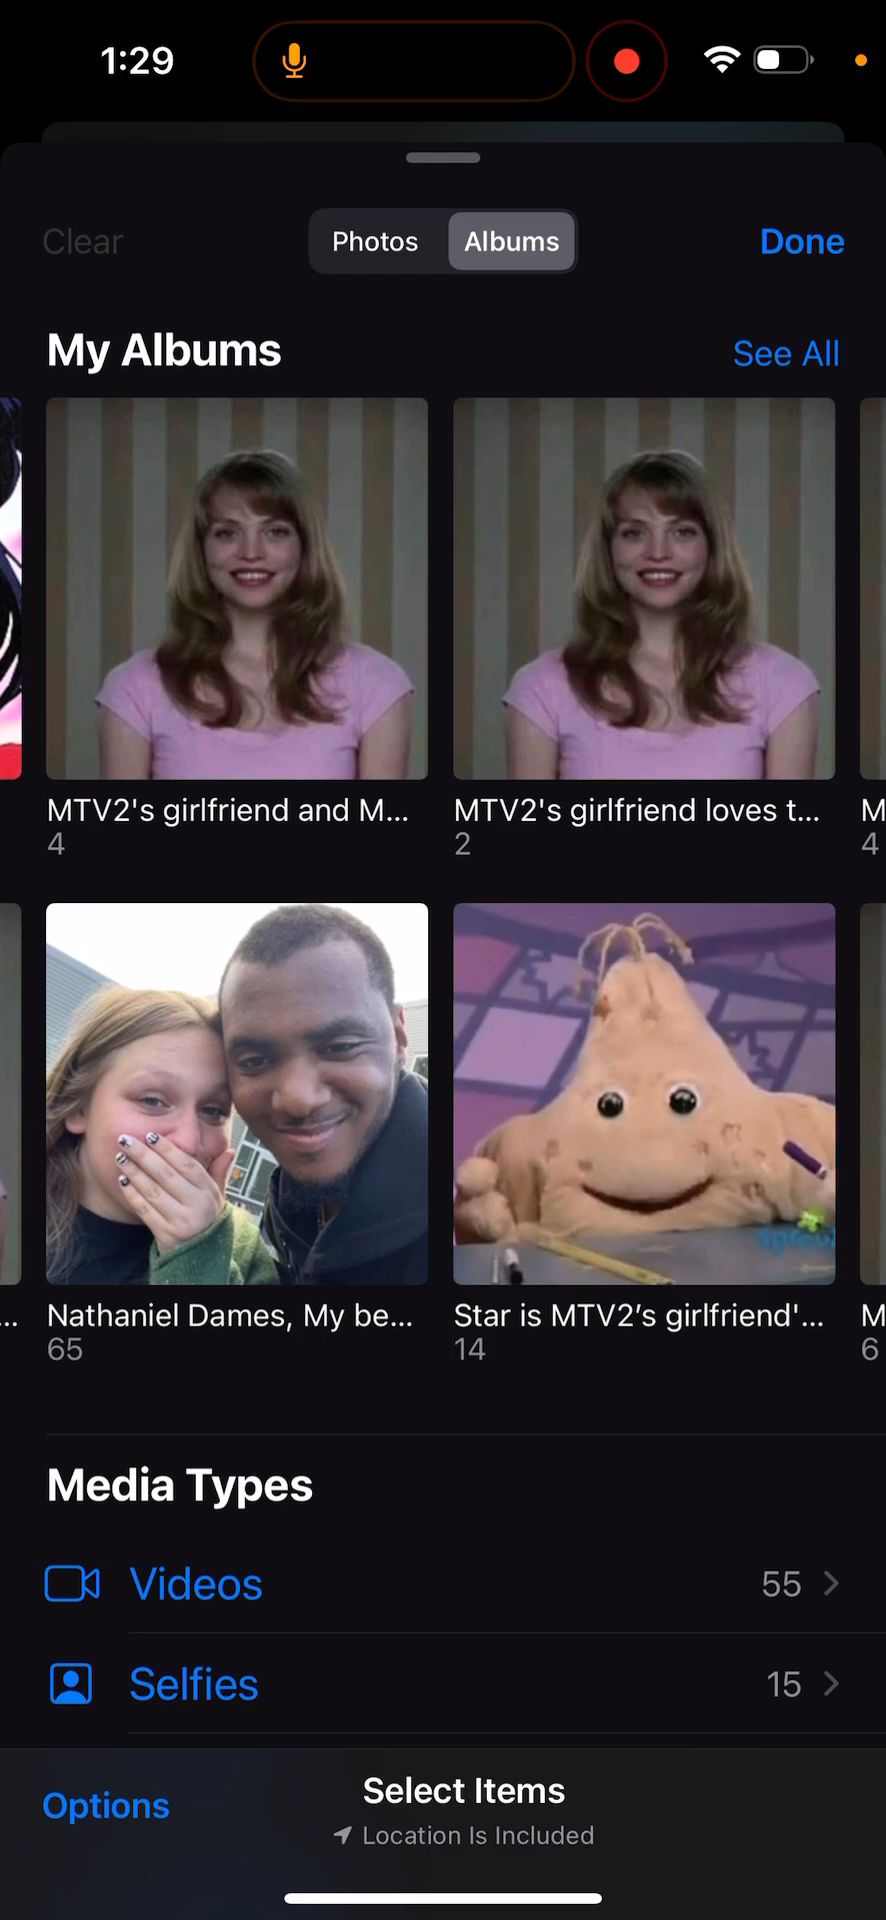 1:29
Clear
Photos
Albums
Done
My Albums
See All
MTV2's girlfriend and M...
4
MTV2's girlfriend loves t...
2
M
4
...
Nathaniel Dames, My be...
65
Star is MTV2’s girlfriend'...
14
M
6
sprout
Media Types
Videos
55
Selfies
15
Options
Select Items
Location Is Included